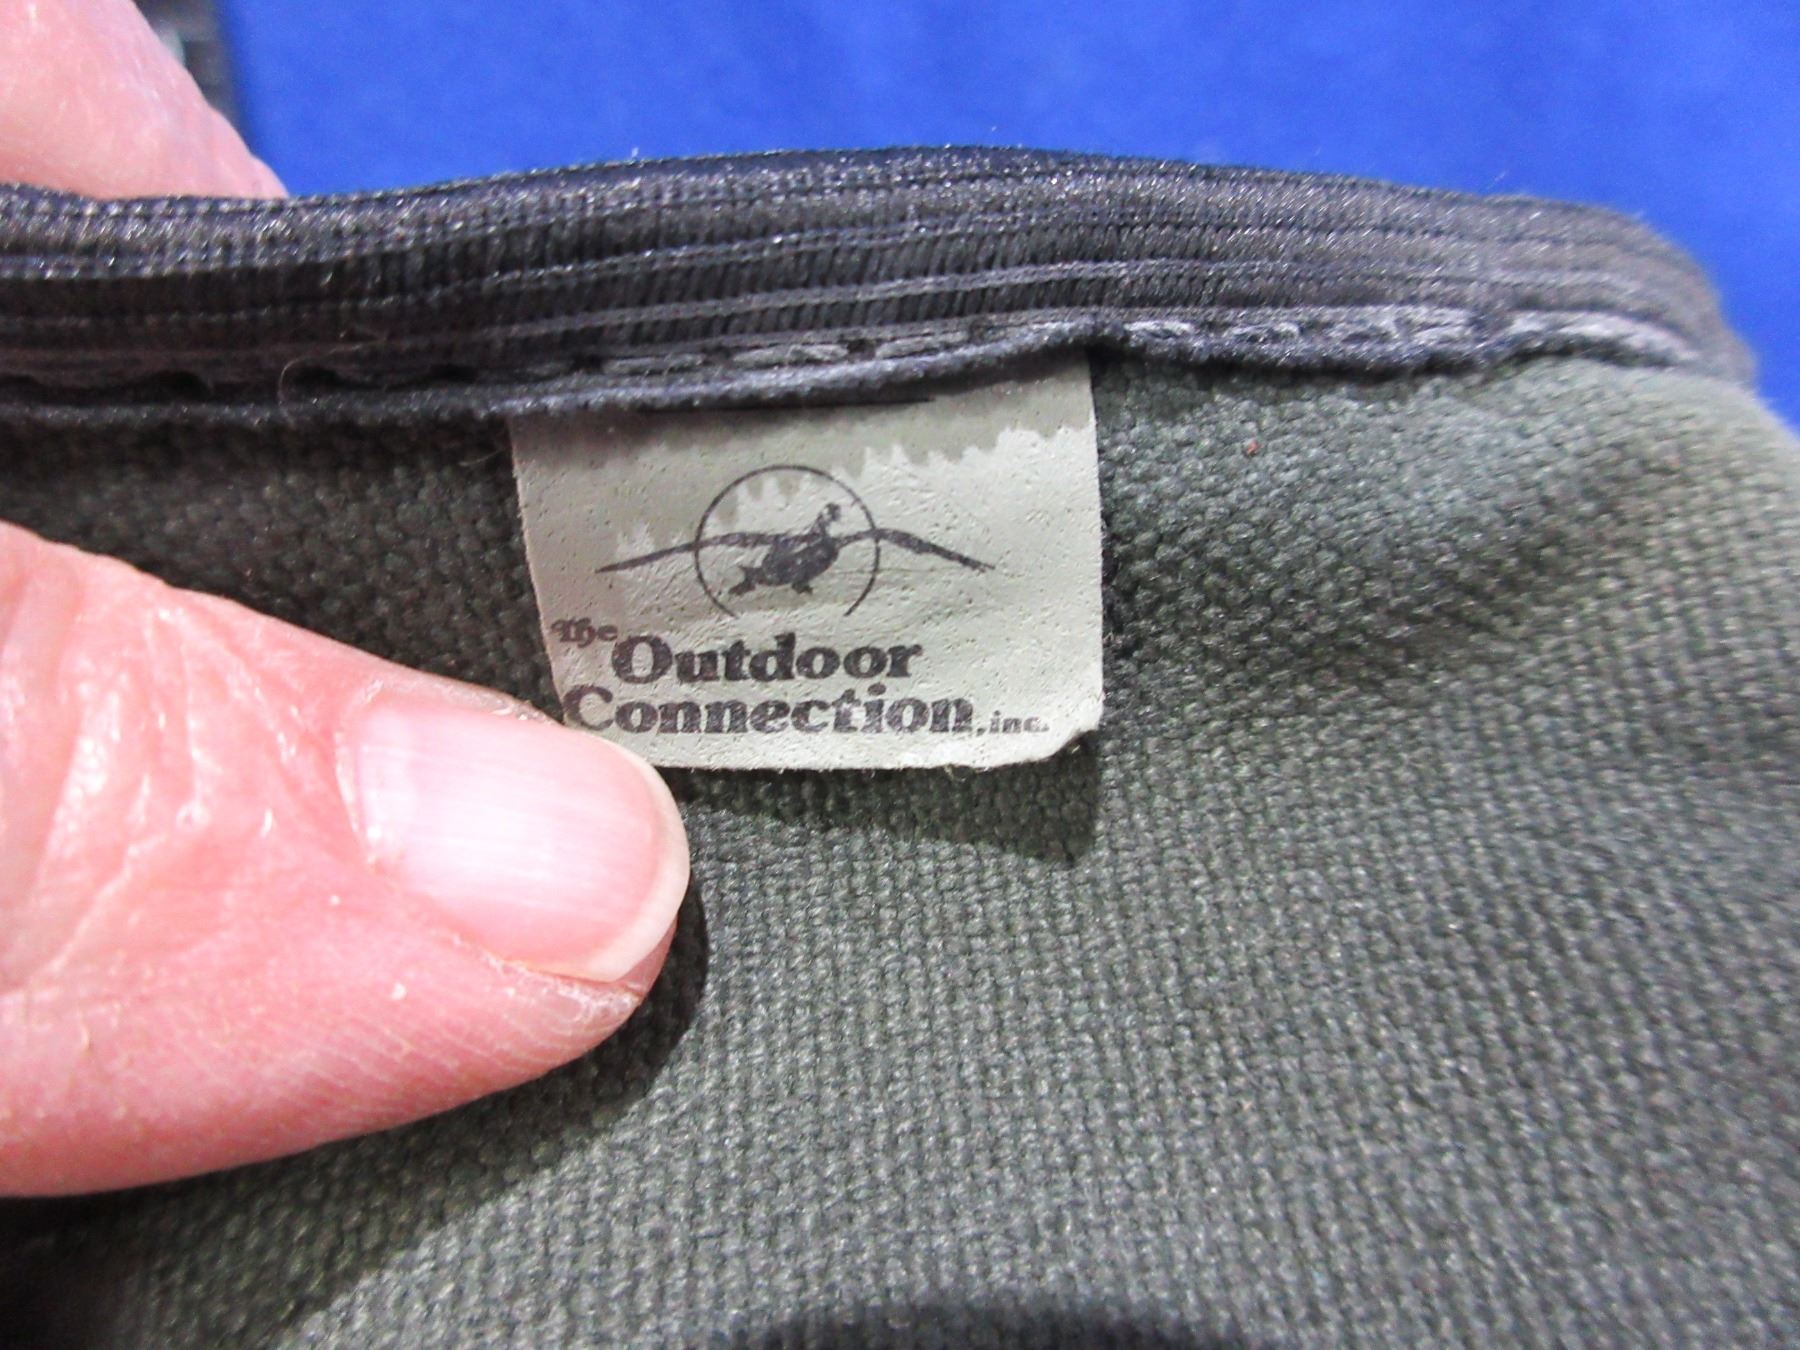 The
Outdoor
Connection, inc.